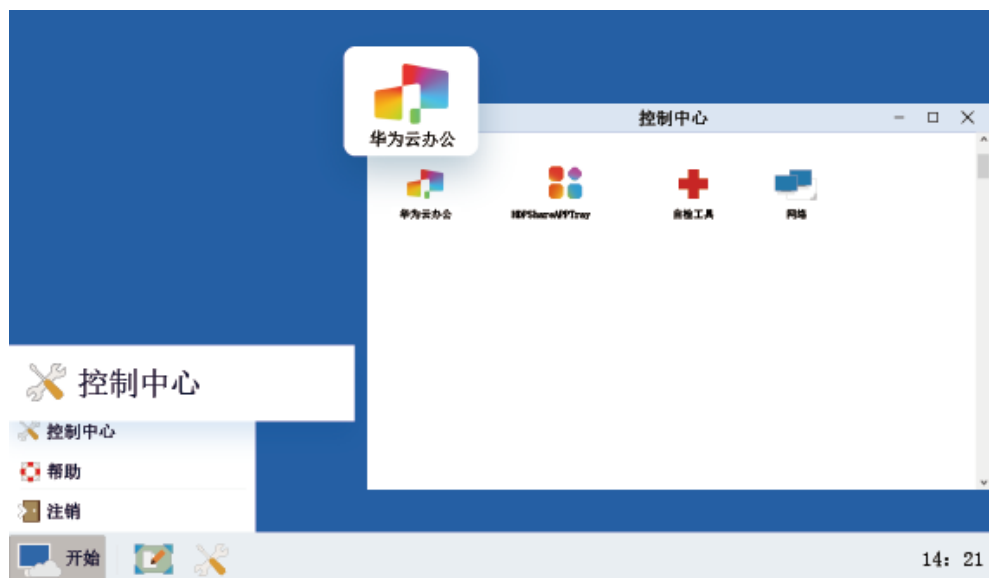 华为云办公
控制中心
华为云办公
HDPShareAPPTray
自检工具
网络
控制中心
控制中心
帮助
注销
开始
14: 21